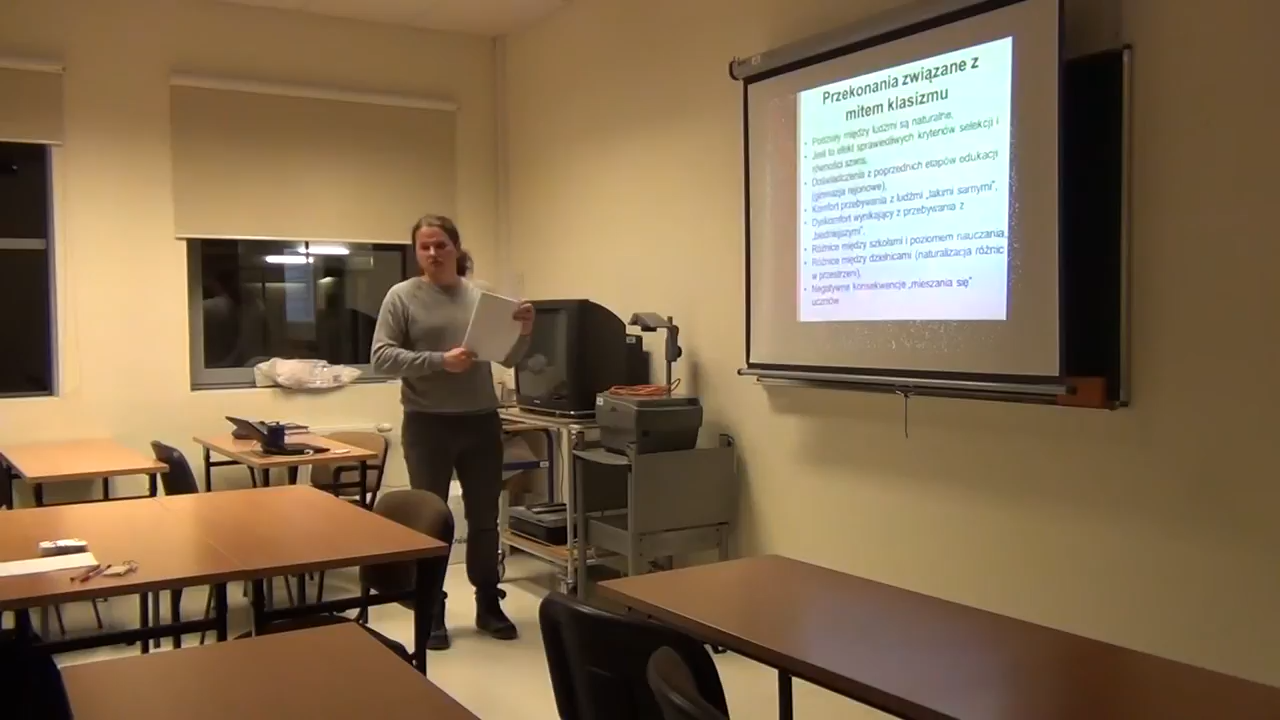 Przekonania związane z
mitem klasizmu
• Podziały między ludźmi są naturalne,
• Jest to efekt sprawiedliwych kryteriów selekcji i
równości szans,
• Doświadczenia z poprzednich etapów edukacji
(gimnazja rejonowe),
• Komfort przebywania z ludźmi „takimi samymi”,
• Dyskomfort wynikający z przebywania z
„biedniejszymi”,
• Różnice między szkołami i poziomem nauczania,
• Różnice między dzielnicami (naturalizacja różnic
w przestrzeni),
• Negatywne konsekwencje „mieszania się”
uczniów